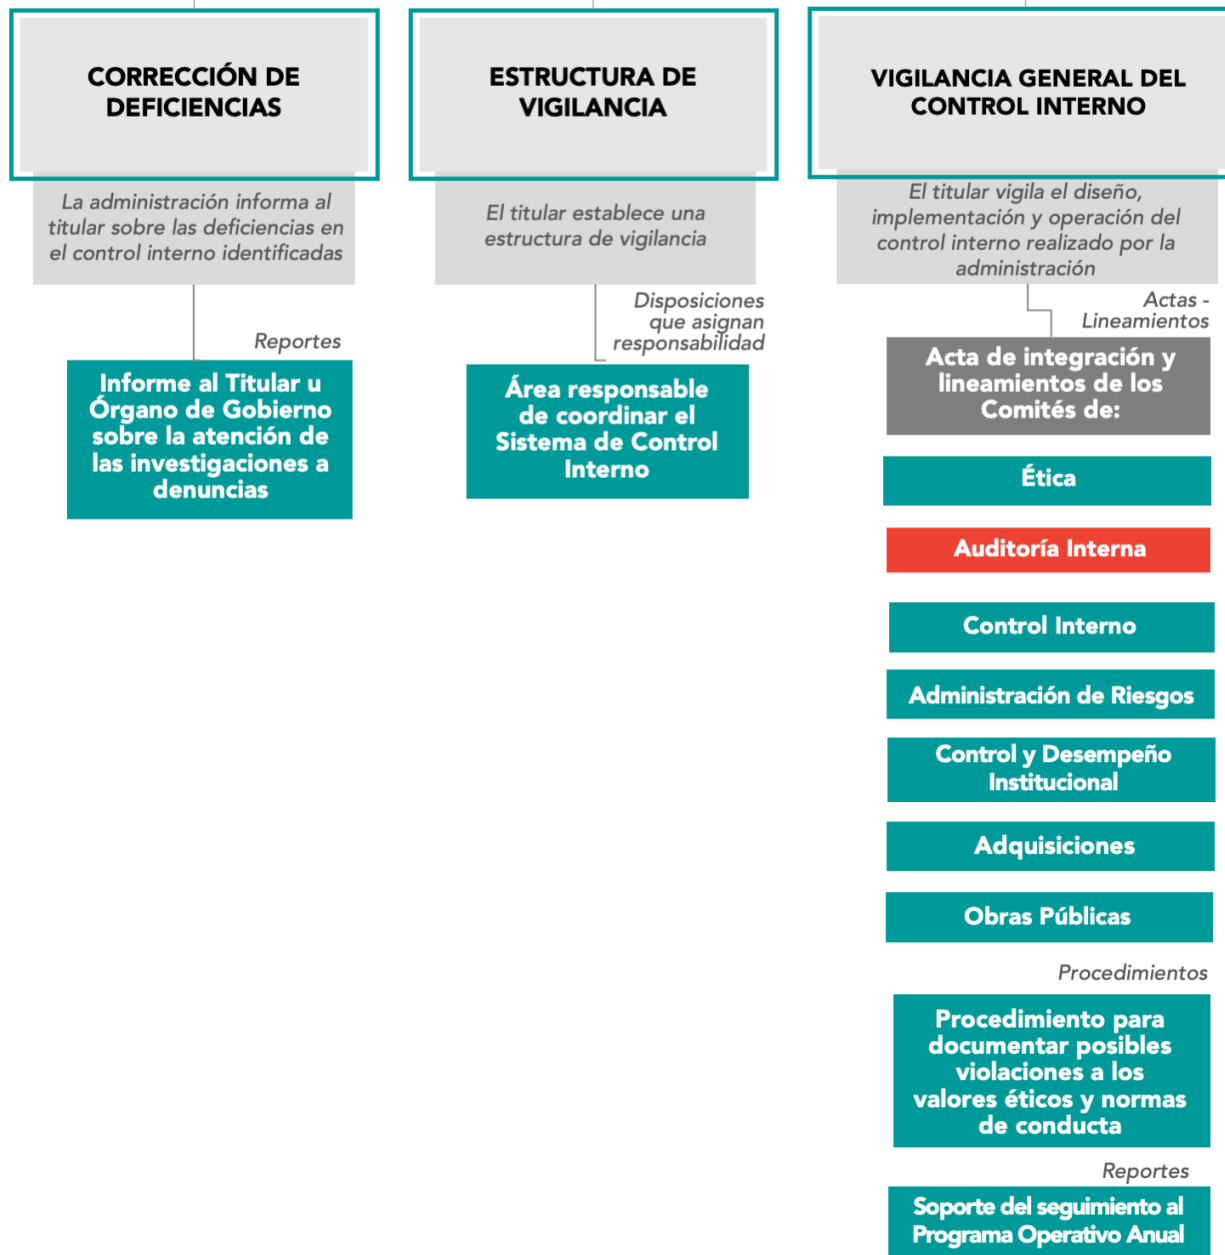 CORRECCIÓN DE
DEFICIENCIAS
La administración informa al
titular sobre las deficiencias en
el control interno identificadas
Reportes
Informe al Titular u
Órgano de Gobierno
sobre la atención de
las investigaciones a
denuncias
ESTRUCTURA DE
VIGILANCIA
El titular establece una
estructura de vigilancia
Disposiciones
que asignan
responsabilidad
Área responsable
de coordinar el
Sistema de Control
Interno
VIGILANCIA GENERAL DEL
CONTROL INTERNO
El titular vigila el diseño,
implementación y operación del
control interno realizado por la
administración
Actas -
Lineamientos
Acta de integración y
lineamientos de los
Comités de:
Ética
Auditoría Interna
Control Interno
Administración de Riesgos
Control y Desempeño
Institucional
Adquisiciones
Obras Públicas
Procedimientos
Procedimiento para
documentar posibles
violaciones a los
valores éticos y normas
de conducta
Reportes
Soporte del seguimiento al
Programa Operativo Anual